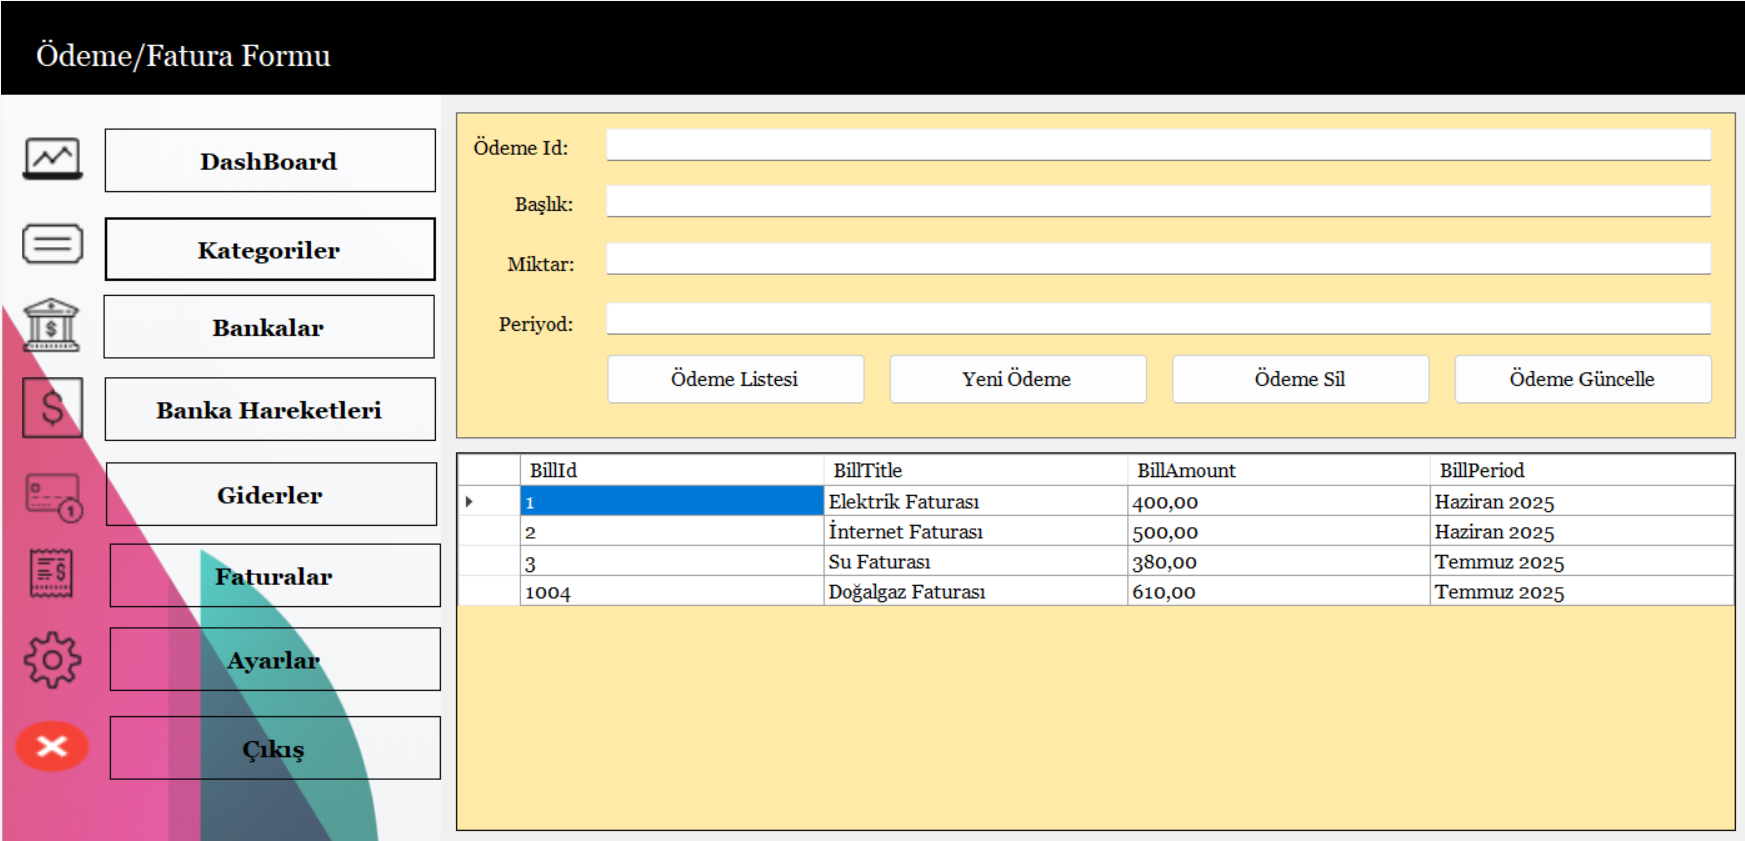 Ödeme/Fatura Formu
DashBoard
Kategoriler
Bankalar
$
Banka Hareketleri
$
Giderler
1
Faturalar
$
Ayarlar
Çıkış
Ödeme Id:
Başlık:
Miktar:
Periyod:
Ödeme Listesi Yeni Ödeme Ödeme Sil Ödeme Güncelle
BillId BillTitle BillAmount BillPeriod
1 Elektrik Faturası 400,00 Haziran 2025
2 İnternet Faturası 500,00 Haziran 2025
3 Su Faturası 380,00 Temmuz 2025
1004 Doğalgaz Faturası 610,00 Temmuz 2025